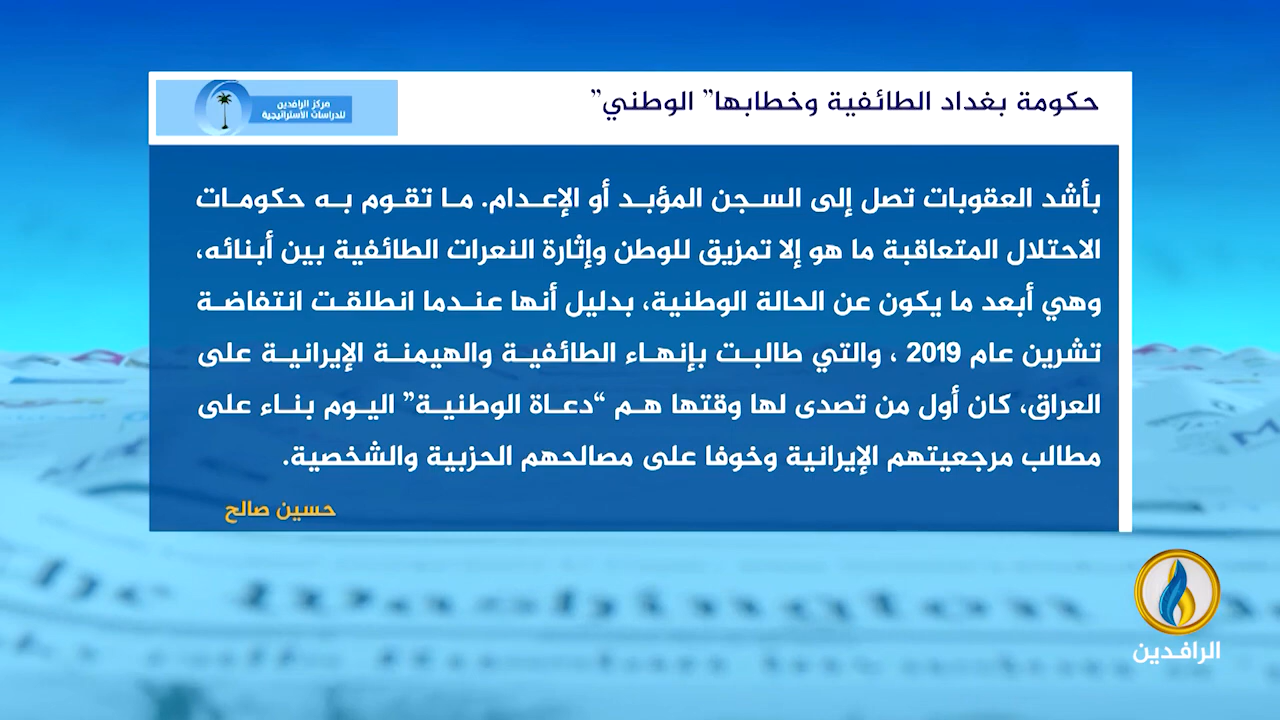 حكومة بغداد الطائفية وخطابها” الوطني”
مركز الرافدين
للدراسات الأستراتيجية
بأشد العقوبات تصل إلى السجن المؤبد أو الإعدام. ما تقوم به حكومات
الاحتلال المتعاقبة ما هو إلا تمزيق للوطن وإثارة النعرات الطائفية بين أبنائه،
وهي أبعد ما يكون عن الحالة الوطنية، بدليل أنها عندما انطلقت انتفاضة
تشرين عام 2019 ، والتي طالبت بإنهاء الطائفية والهيمنة الإيرانية على
العراق، كان أول من تصدى لها وقتها هم “دعاة الوطنية” اليوم بناء على
مطالب مرجعيتهم الإيرانية وخوفا على مصالحهم الحزبية والشخصية.
حسين صالح
الرافدين